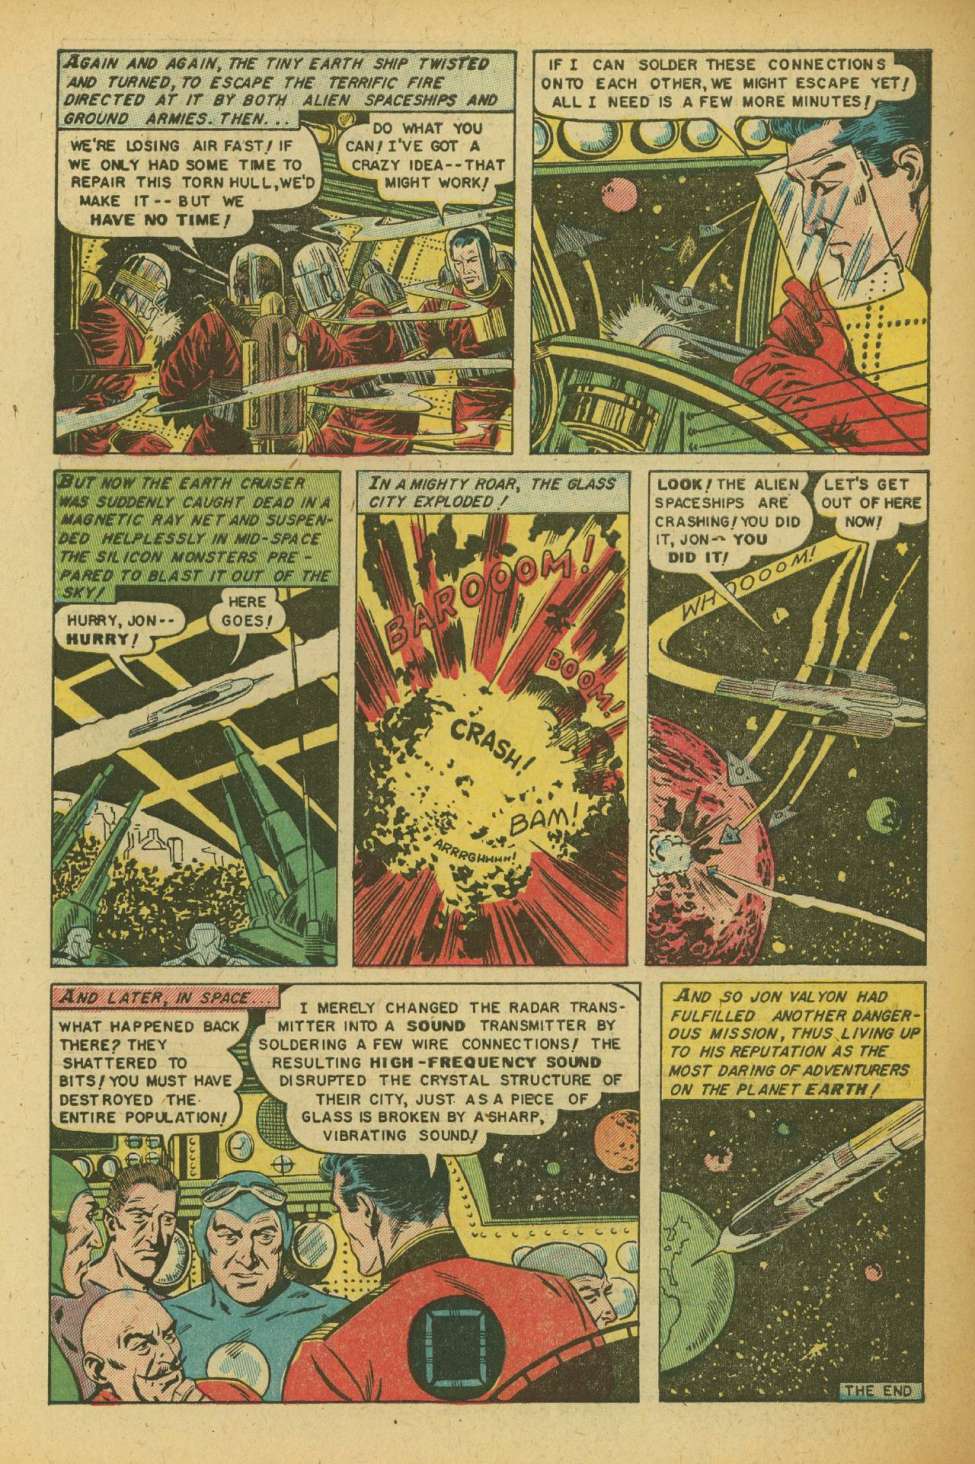 AGAIN AND AGAIN, THE TINY EARTH SHIP TWISTED
AND TURNED, TO ESCAPE THE TERRIFIC FIRE
DIRECTED AT IT BY BOTH ALIEN SPACESHIPS AND
GROUND ARMIES. THEN...
WE'RE LOSING AIR FAST! IF
WE ONLY HAD SOME TIME TO
REPAIR THIS TORN HULL, WE'D
MAKE IT -- BUT WE
HAVE NO TIME!
DO WHAT YOU
CAN! I'VE GOT A
CRAZY IDEA -- THAT
MIGHT WORK!
IF I CAN SOLDER THESE CONNECTIONS
ONTO EACH OTHER, WE MIGHT ESCAPE YET!
ALL I NEED IS A FEW MORE MINUTES!
BUT NOW THE EARTH CRUISER
WAS SUDDENLY CAUGHT DEAD IN A
MAGNETIC RAY NET AND SUSPEN-
DED HELPLESSLY IN MID-SPACE
THE SILICON MONSTERS PRE-
PARED TO BLAST IT OUT OF THE
SKY!
HURRY, JON --
HURRY!
HERE
GOES!
IN A MIGHTY ROAR, THE GLASS
CITY EXPLODED!
BAROOOM!
BOOM!
CRASH!
BAM!
ARRRGHHHH!
LOOK! THE ALIEN
SPACESHIPS ARE
CRASHING! YOU DID
IT, JON -- YOU
DID IT!
LET'S GET
OUT OF HERE
NOW!
WHOOOOM!
AND LATER, IN SPACE...
WHAT HAPPENED BACK
THERE? THEY
SHATTERED TO
BITS! YOU MUST HAVE
DESTROYED THE
ENTIRE POPULATION!
I MERELY CHANGED THE RADAR TRANS-
MITTER INTO A SOUND TRANSMITTER BY
SOLDERING A FEW WIRE CONNECTIONS! THE
RESULTING HIGH-FREQUENCY SOUND
DISRUPTED THE CRYSTAL STRUCTURE OF
THEIR CITY, JUST AS A PIECE OF
GLASS IS BROKEN BY A SHARP,
VIBRATING SOUND!
AND SO JON VALYON HAD
FULFILLED ANOTHER DANGER-
OUS MISSION, THUS LIVING UP
TO HIS REPUTATION AS THE
MOST DARING OF ADVENTURERS
ON THE PLANET EARTH!
THE END